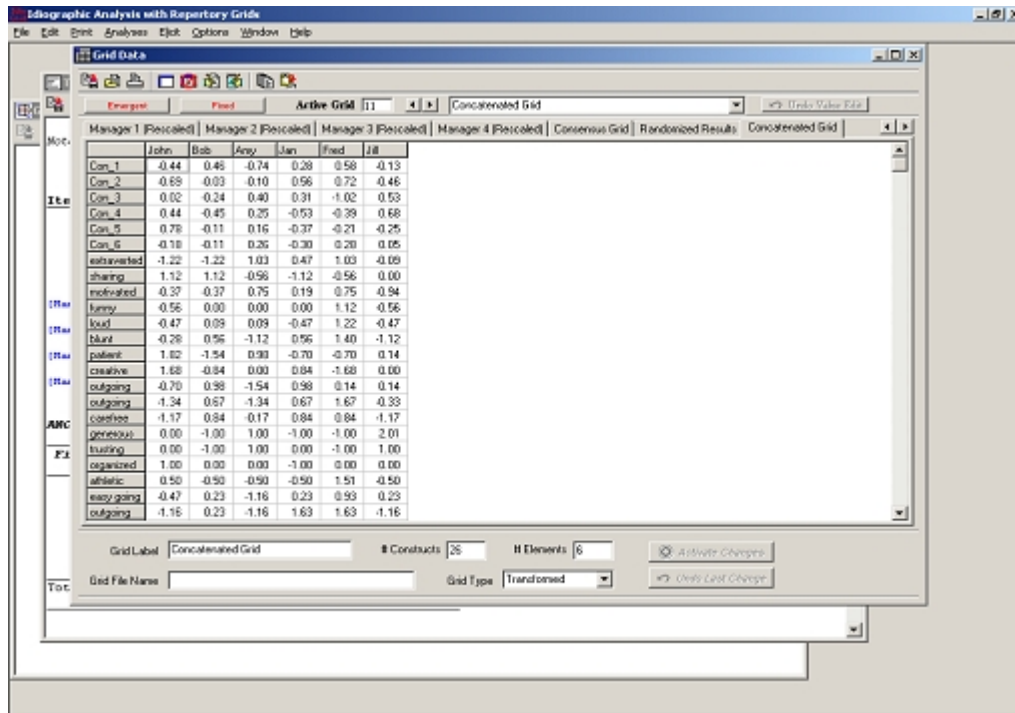 Idiographic Analysis with Repertory Grids
File Edit Print Analyses Eject Options Window Help
Grid Data
Emergent Fixed Active Grid 11 Concatenated Grid Undo Value Edit
Manager 1 [Rescaled] Manager 2 [Rescaled] Manager 3 [Rescaled] Manager 4 [Rescaled] Consensus Grid Randomized Results Concatenated Grid
John Bob Amy Jan Fred Jill
Con_1 -0.44 0.46 -0.74 0.28 0.58 -0.13
Con_2 -0.69 -0.03 -0.10 0.56 0.72 -0.46
Con_3 0.02 -0.24 0.40 0.31 -1.02 0.53
Con_4 0.44 -0.45 0.25 -0.53 -0.39 0.68
Con_5 0.78 -0.11 0.16 -0.37 -0.21 -0.25
Con_6 -0.18 -0.11 0.26 -0.30 0.28 0.05
extraverted -1.22 -1.22 1.03 0.47 1.03 -0.09
sharing 1.12 1.12 -0.56 -1.12 -0.56 0.00
motivated -0.37 -0.37 0.75 0.19 0.75 -0.94
funny -0.56 0.00 0.00 0.00 1.12 -0.56
loud -0.47 0.09 0.09 -0.47 1.22 -0.47
blunt -0.28 0.56 -1.12 0.56 1.40 -1.12
patient 1.82 -1.54 0.98 -0.70 -0.70 0.14
creative 1.68 -0.84 0.00 0.84 -1.68 0.00
outgoing -0.70 0.98 -1.54 0.98 0.14 0.14
outgoing -1.34 0.67 -1.34 0.67 1.67 -0.33
carefree -1.17 0.84 -0.17 0.84 0.84 -1.17
generous 0.00 -1.00 1.00 -1.00 -1.00 2.01
trusting 0.00 -1.00 1.00 0.00 -1.00 1.00
organized 1.00 0.00 0.00 -1.00 0.00 0.00
athletic 0.50 -0.50 -0.50 -0.50 1.51 -0.50
easy going -0.47 0.23 -1.16 0.23 0.93 0.23
outgoing -1.16 0.23 -1.16 1.63 1.63 -1.16
Grid Label Concatenated Grid # Constructs 26 # Elements 6 Activate Changes
Grid File Name Grid Type Transformed Undo Last Change
Not
Ite
[Man
[Man
[Man
[Man
ANC
Fi
Tot